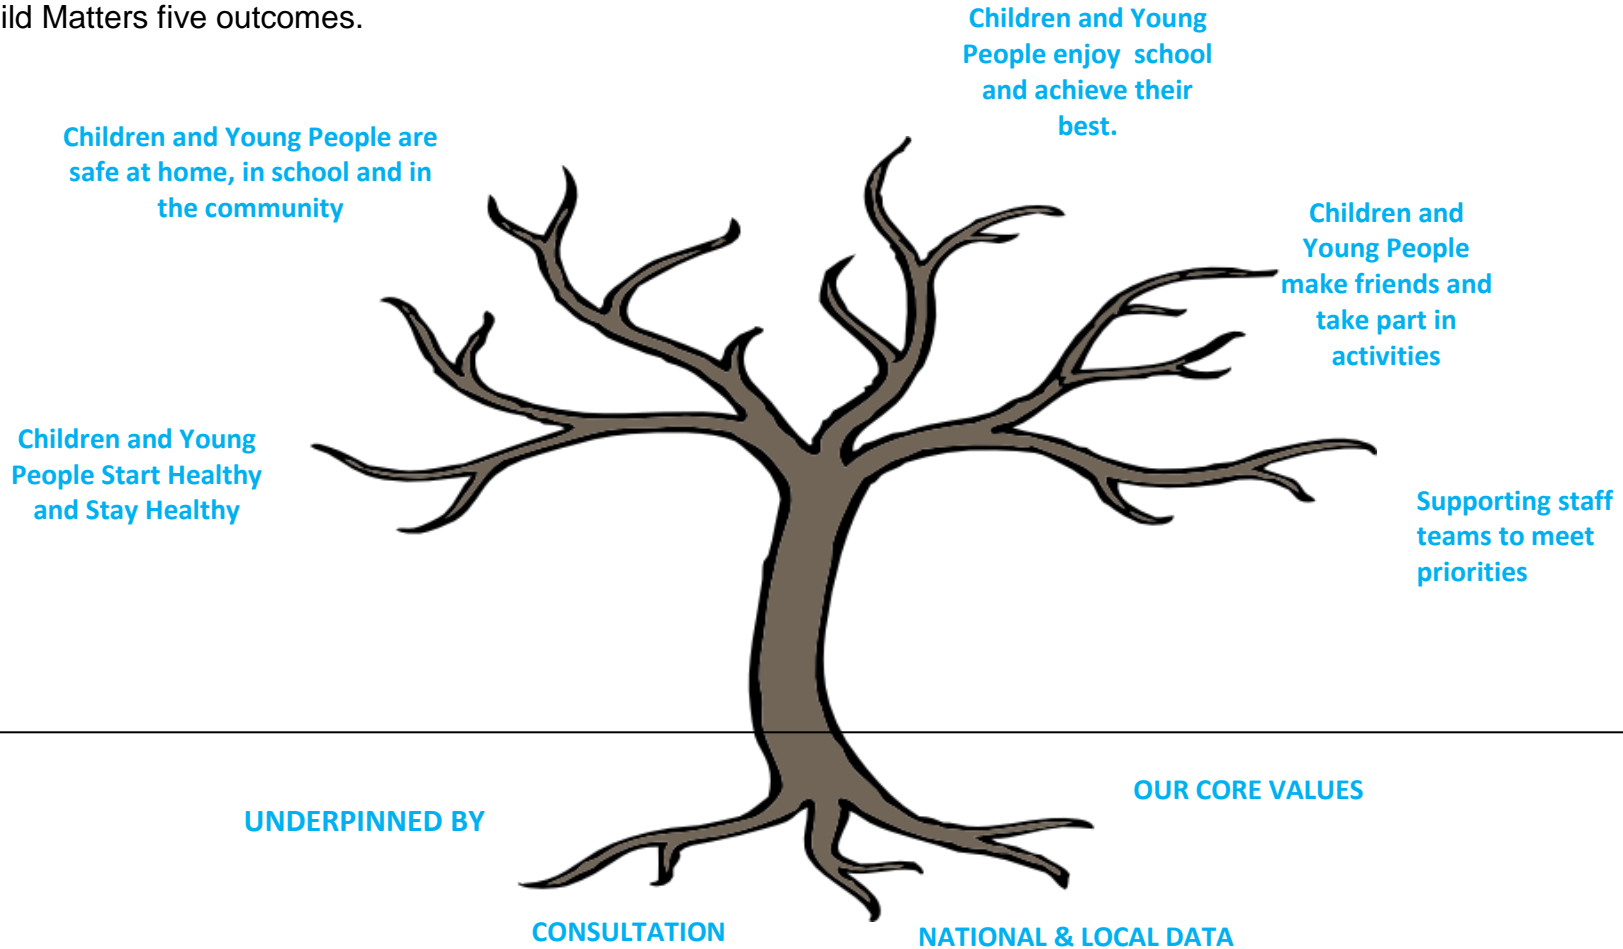 ild Matters five outcomes.
Children and Young
People enjoy school
and achieve their
best.
Children and Young People are
safe at home, in school and in
the community
Children and
Young People
make friends and
take part in
activities
Children and Young
People Start Healthy
and Stay Healthy
Supporting staff
teams to meet
priorities
OUR CORE VALUES
UNDERPINNED BY
CONSULTATION
NATIONAL & LOCAL DATA